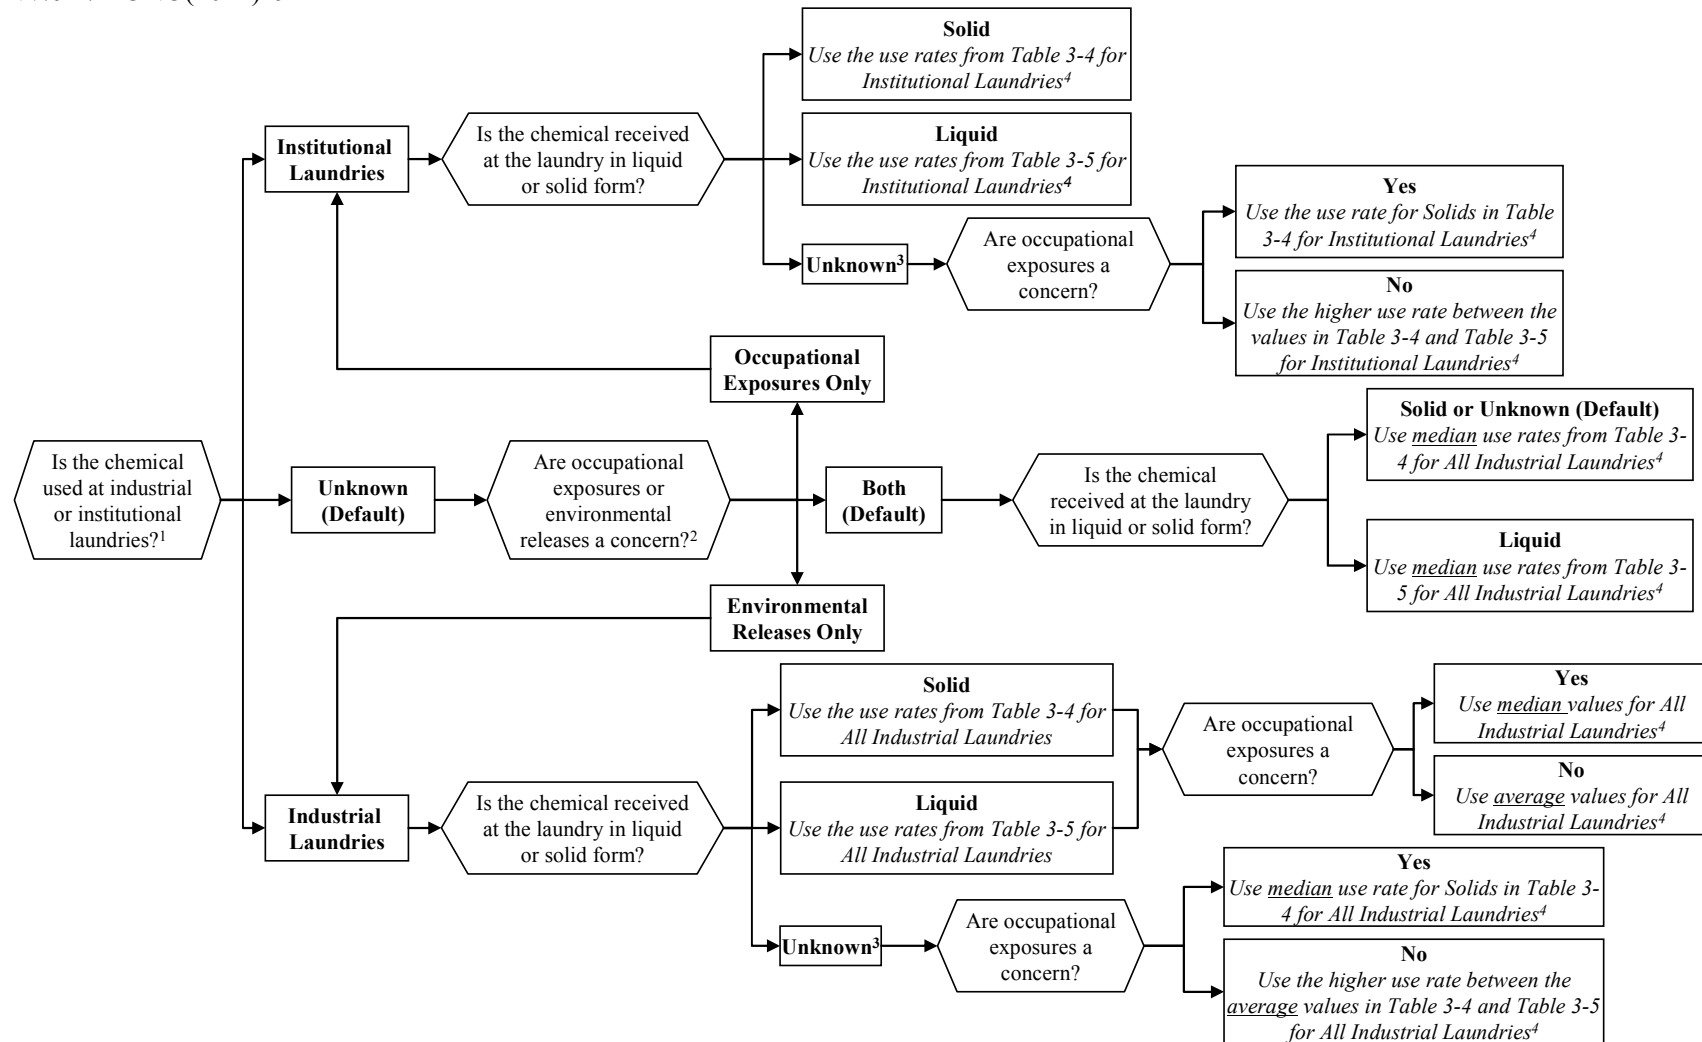 Solid
Use the use rates from Table 3-4 for
Institutional Laundries⁴
Institutional
Laundries
Is the chemical received
at the laundry in liquid
or solid form?
Liquid
Use the use rates from Table 3-5 for
Institutional Laundries⁴
Unknown³
Are occupational
exposures a
concern?
Yes
Use the use rate for Solids in Table
3-4 for Institutional Laundries⁴
No
Use the higher use rate between the
values in Table 3-4 and Table 3-5
for Institutional Laundries⁴
Occupational
Exposures Only
Is the chemical
used at industrial
or institutional
laundries?¹
Unknown
(Default)
Are occupational
exposures or
environmental
releases a concern?²
Both
(Default)
Is the chemical
received at the laundry
in liquid or solid form?
Solid or Unknown (Default)
Use median use rates from Table 3-
4 for All Industrial Laundries⁴
Liquid
Use median use rates from Table 3-
5 for All Industrial Laundries⁴
Environmental
Releases Only
Industrial
Laundries
Is the chemical received
at the laundry in liquid
or solid form?
Solid
Use the use rates from Table 3-4 for
All Industrial Laundries
Liquid
Use the use rates from Table 3-5 for
All Industrial Laundries
Are occupational
exposures a
concern?
Yes
Use median values for All
Industrial Laundries⁴
No
Use average values for All
Industrial Laundries⁴
Unknown³
Are occupational
exposures a
concern?
Yes
Use median use rate for Solids in Table 3-
4 for All Industrial Laundries⁴
No
Use the higher use rate between the
average values in Table 3-4 and Table 3-5
for All Industrial Laundries⁴